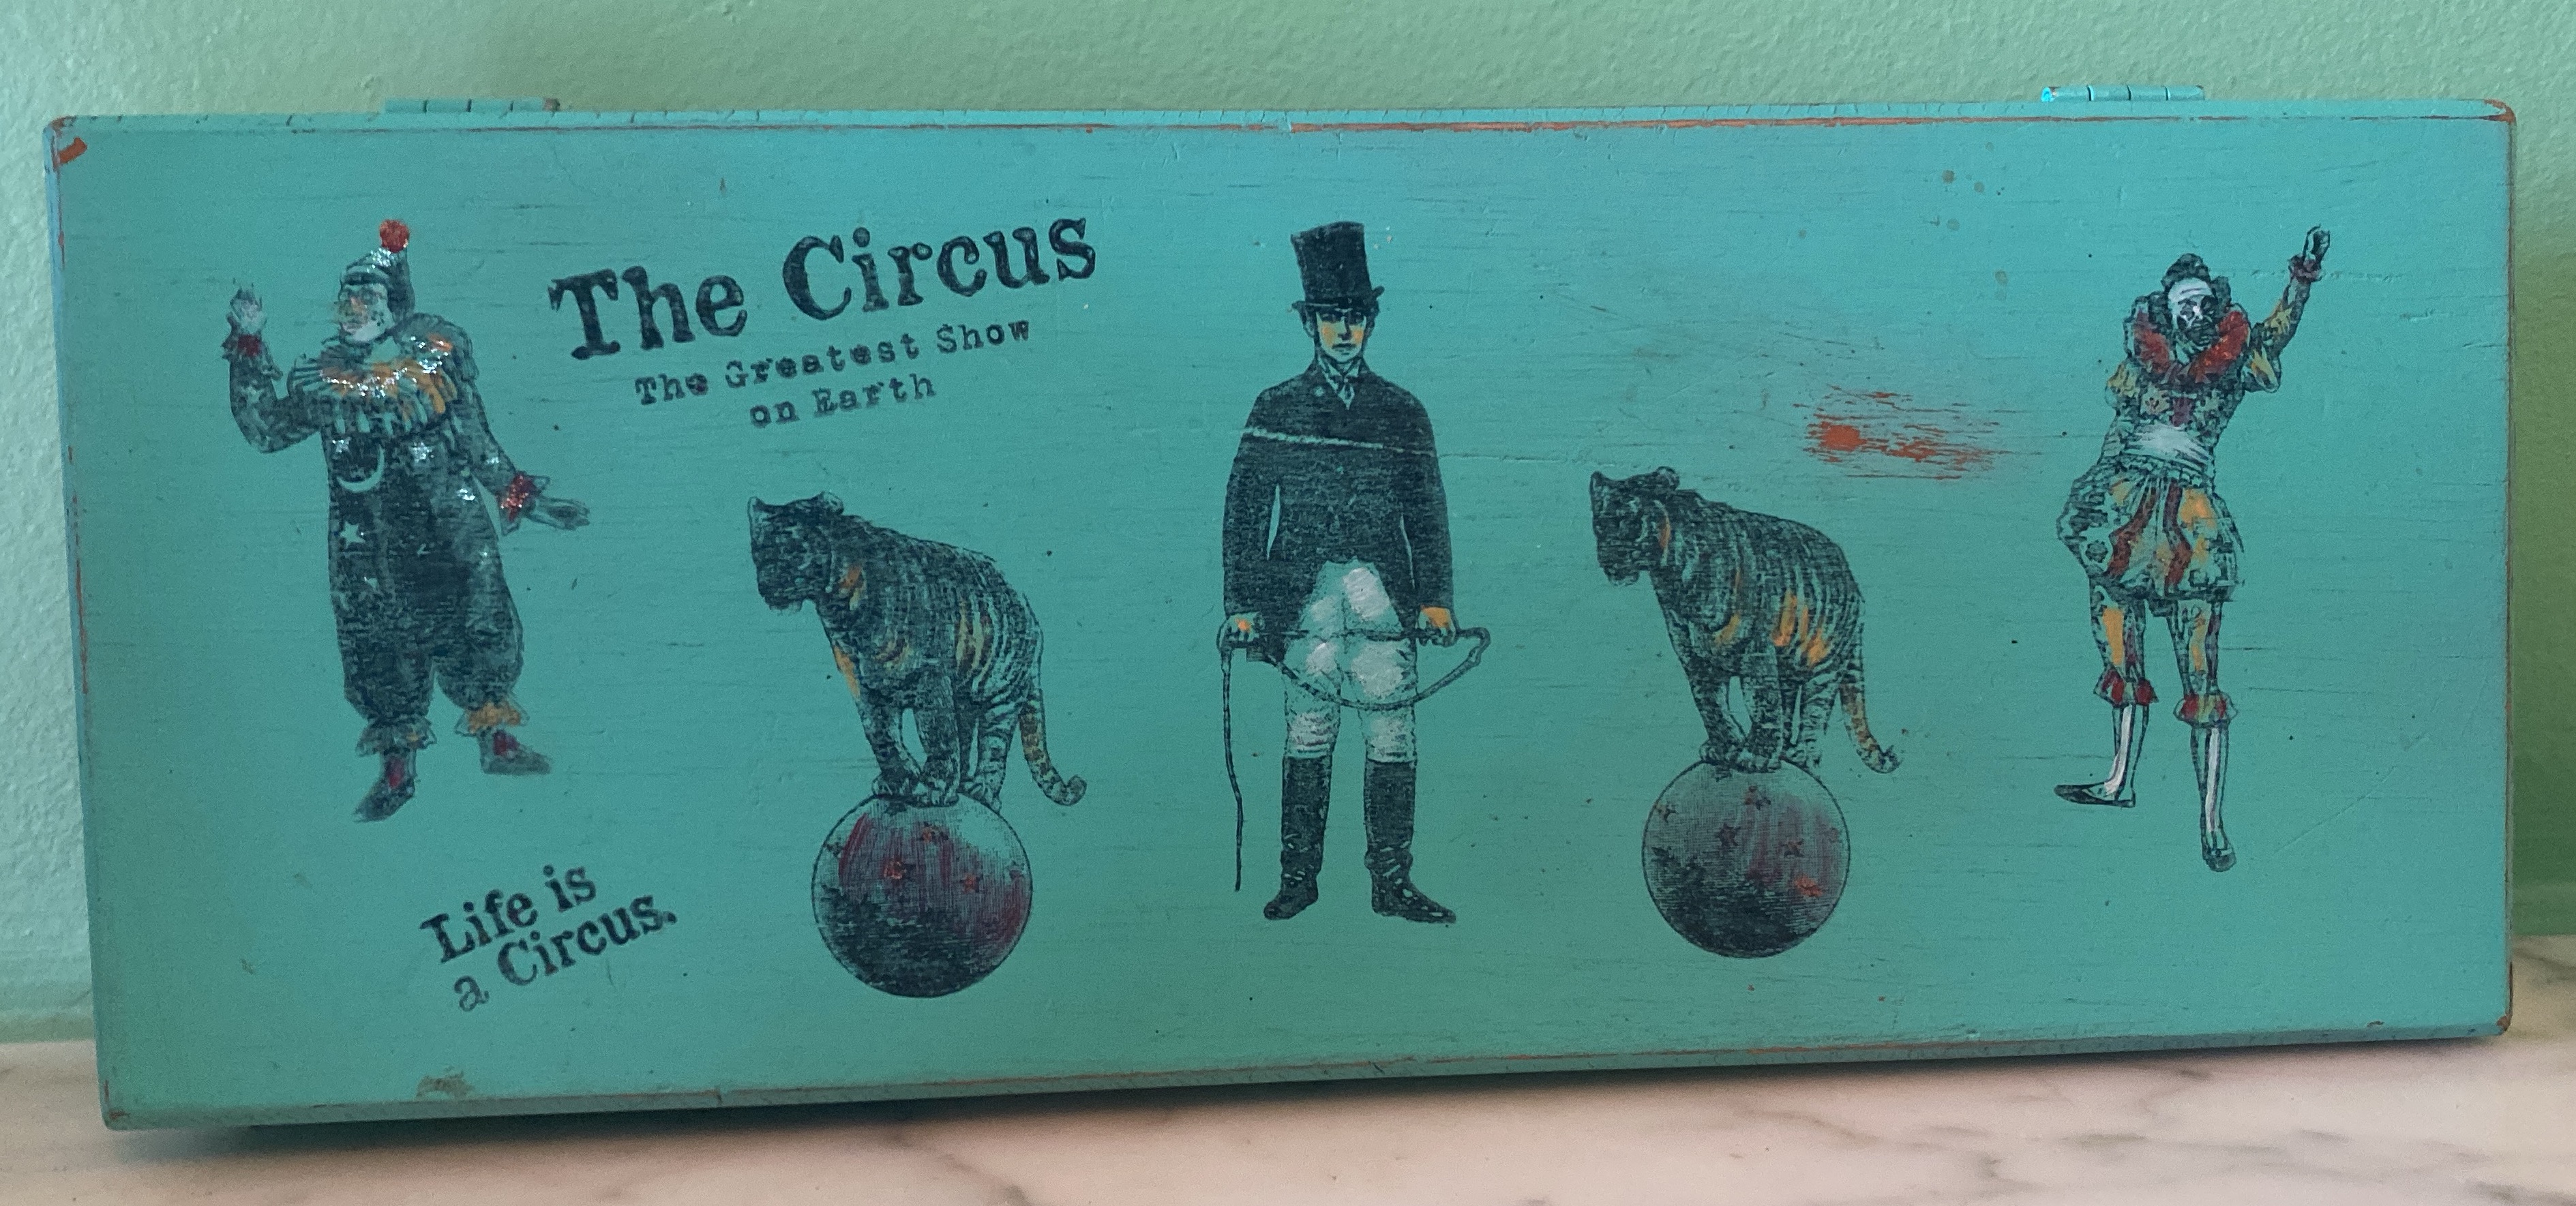 The Circus
The Greatest Show
on Earth
Life is
a Circus.